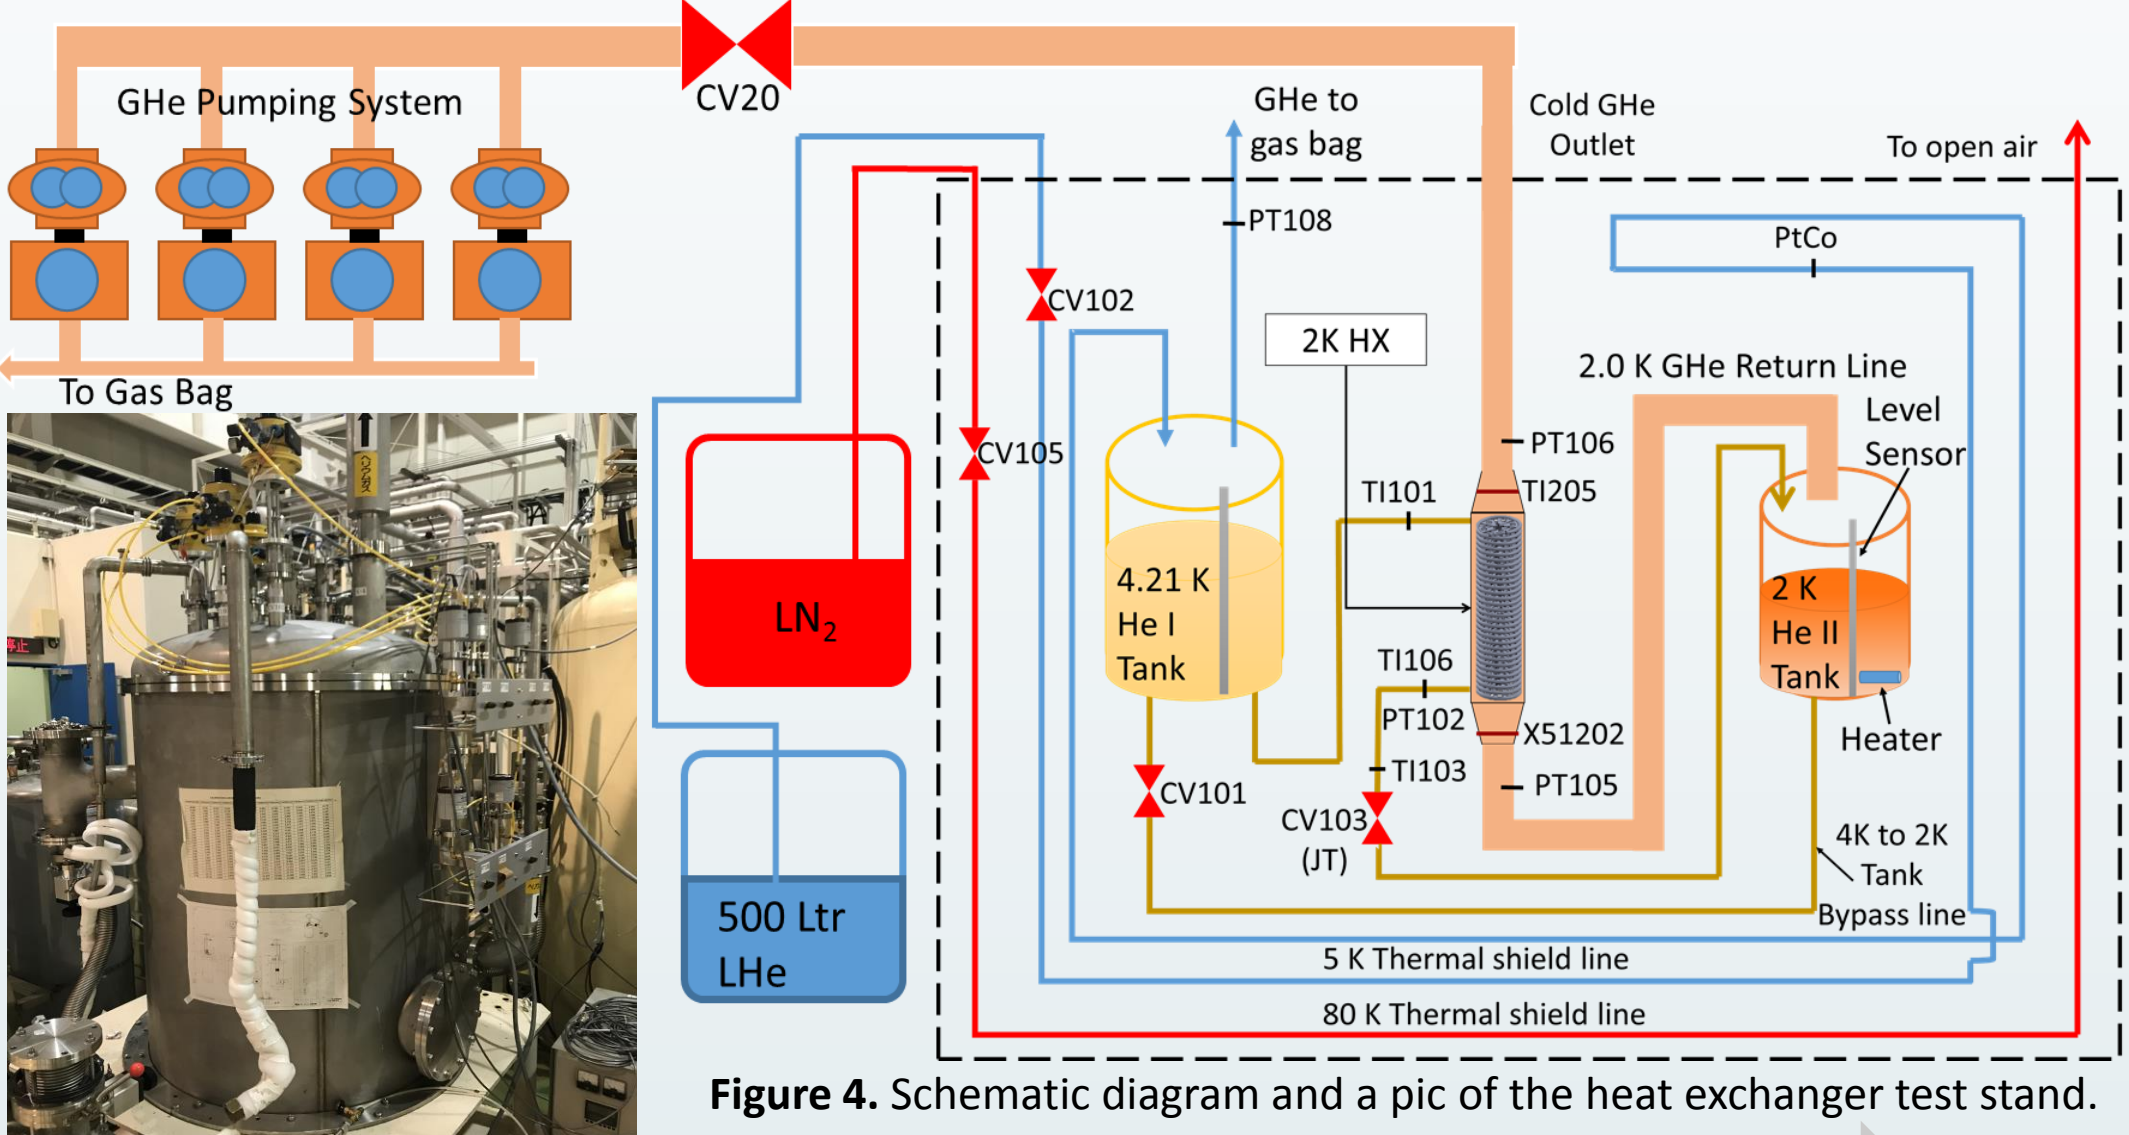 GHe Pumping System
CV20
GHe to
gas bag
Cold GHe
Outlet
To open air
PT108
PtCo
CV102
2K HX
2.0 K GHe Return Line
To Gas Bag
Level
Sensor
CV105
PT106
TI101
TI205
4.21 K
He I
Tank
2 K
He II
Tank
LN2
TI106
PT102
X51202
Heater
TI103
PT105
CV101
CV103
(JT)
4K to 2K
Tank
Bypass line
500 Ltr
LHe
5 K Thermal shield line
80 K Thermal shield line
Figure 4. Schematic diagram and a pic of the heat exchanger test stand.
停止